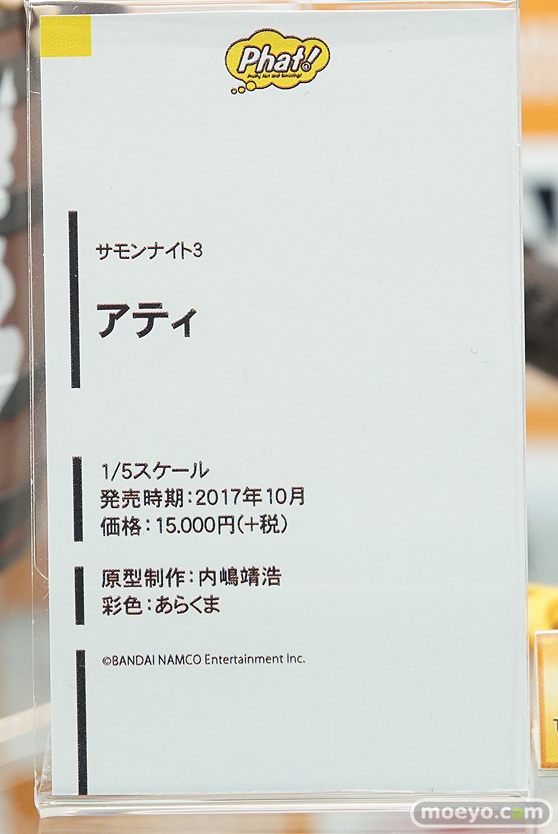 Phat!
サモンナイト3
アティ
1/5スケール
発売時期:2017年10月
価格:15.000円(+税)
原型制作:内嶋靖浩
彩色:あらくま
©BANDAI NAMCO Entertainment Inc.
moeyo.com